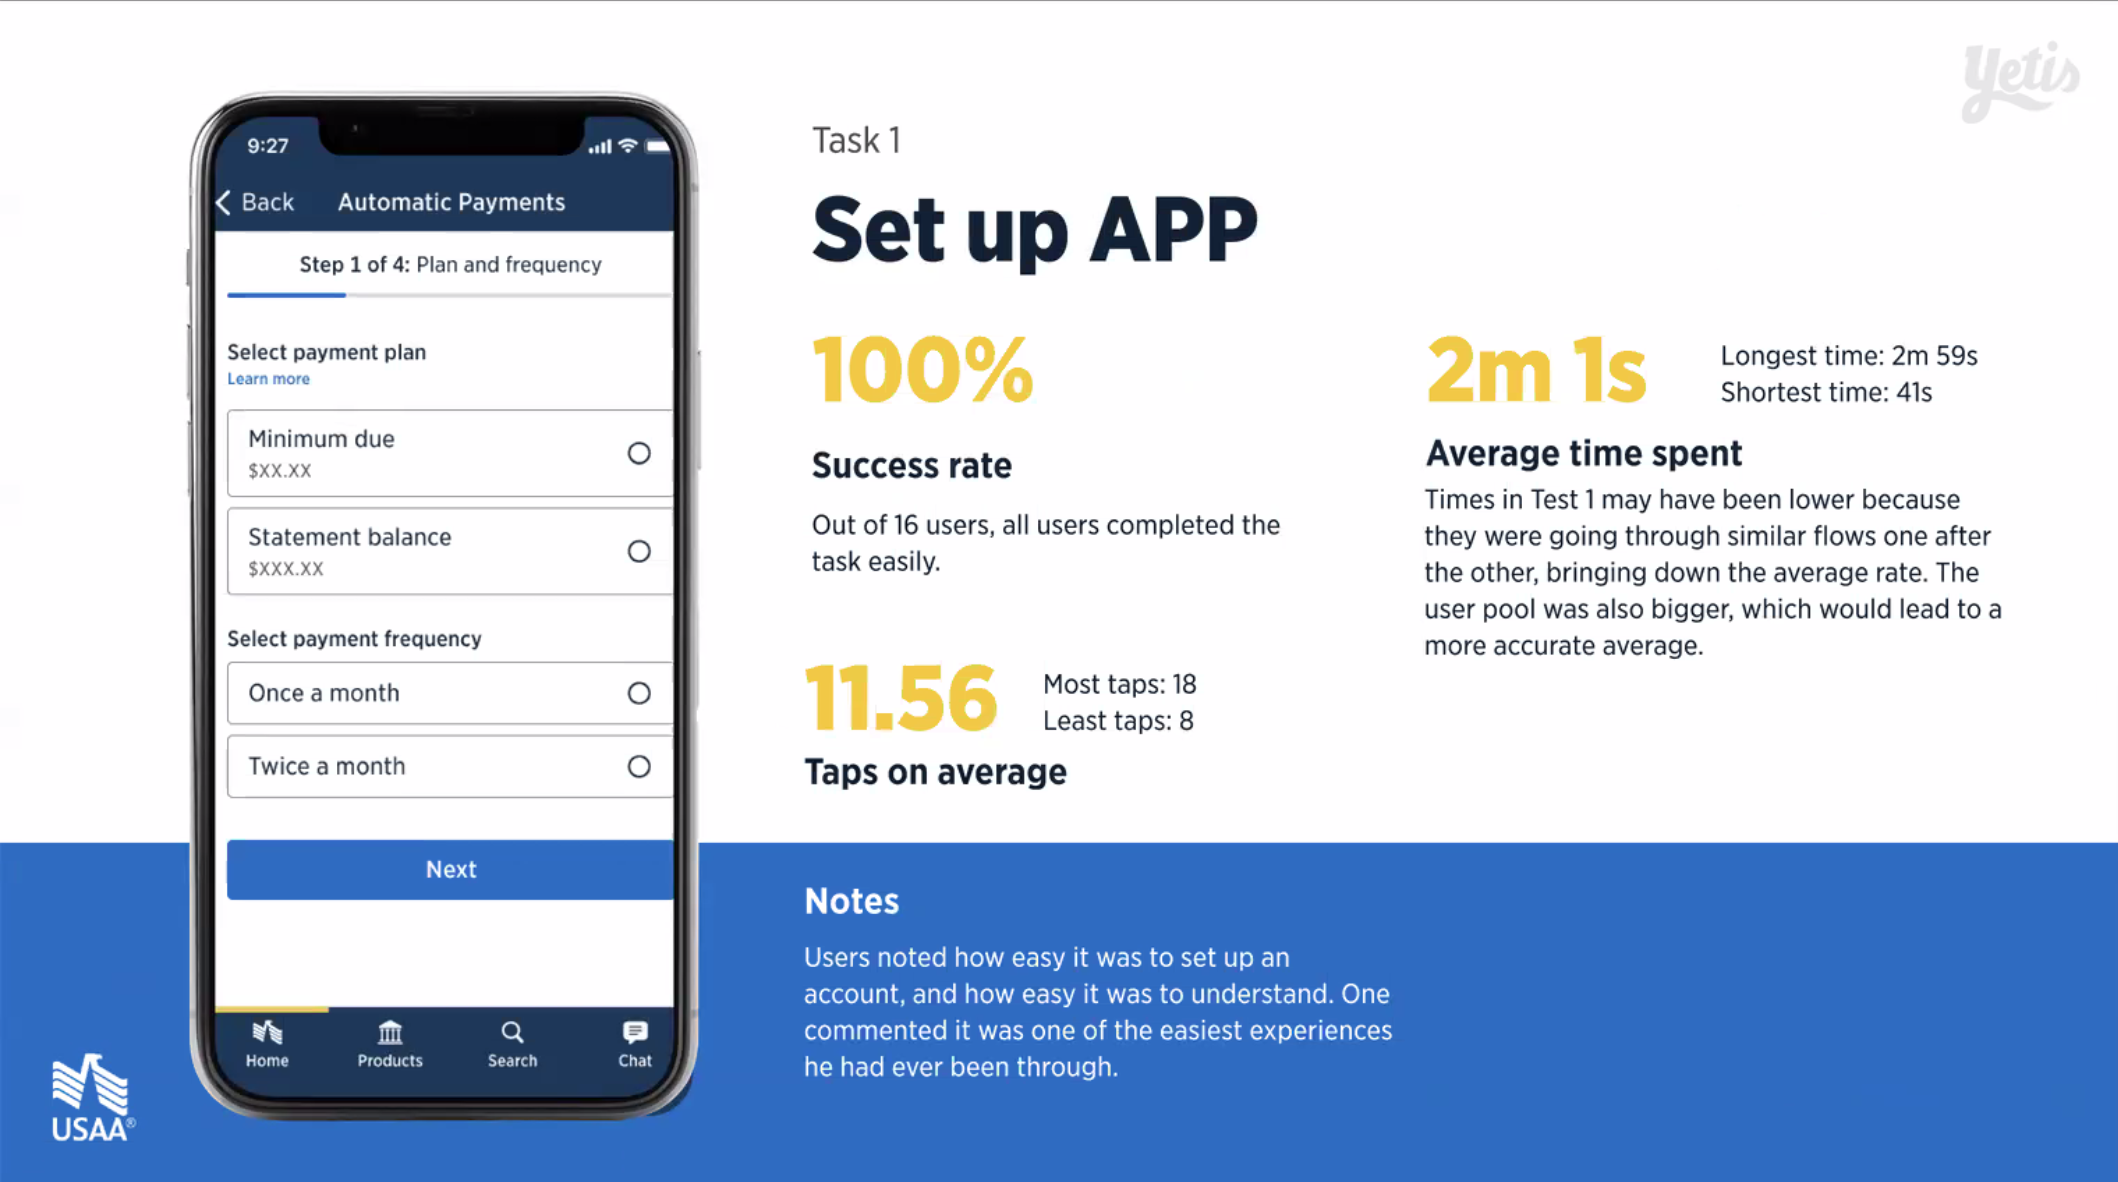 Yetis
9:27
Back
Automatic Payments
Step 1 of 4: Plan and frequency
Select payment plan
Learn more
Minimum due
$XX.XX
Statement balance
$XXX.XX
Select payment frequency
Once a month
Twice a month
Next
Home
Products
Search
Chat
USAA®
Task 1
Set up APP
100%
Success rate
Out of 16 users, all users completed the
task easily.
11.56
Most taps: 18
Least taps: 8
Taps on average
2m 1s
Longest time: 2m 59s
Shortest time: 41s
Average time spent
Times in Test 1 may have been lower because
they were going through similar flows one after
the other, bringing down the average rate. The
user pool was also bigger, which would lead to a
more accurate average.
Notes
Users noted how easy it was to set up an
account, and how easy it was to understand. One
commented it was one of the easiest experiences
he had ever been through.